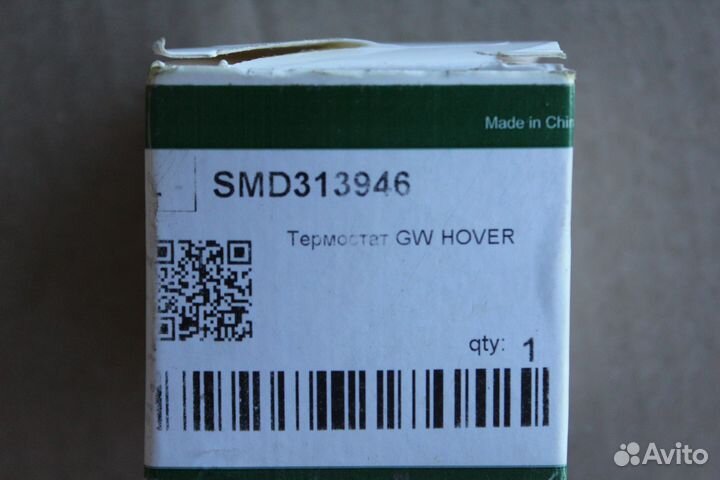 Made in Chin
SMD313946
Термостат GW HOVER
qty: 1
Avito